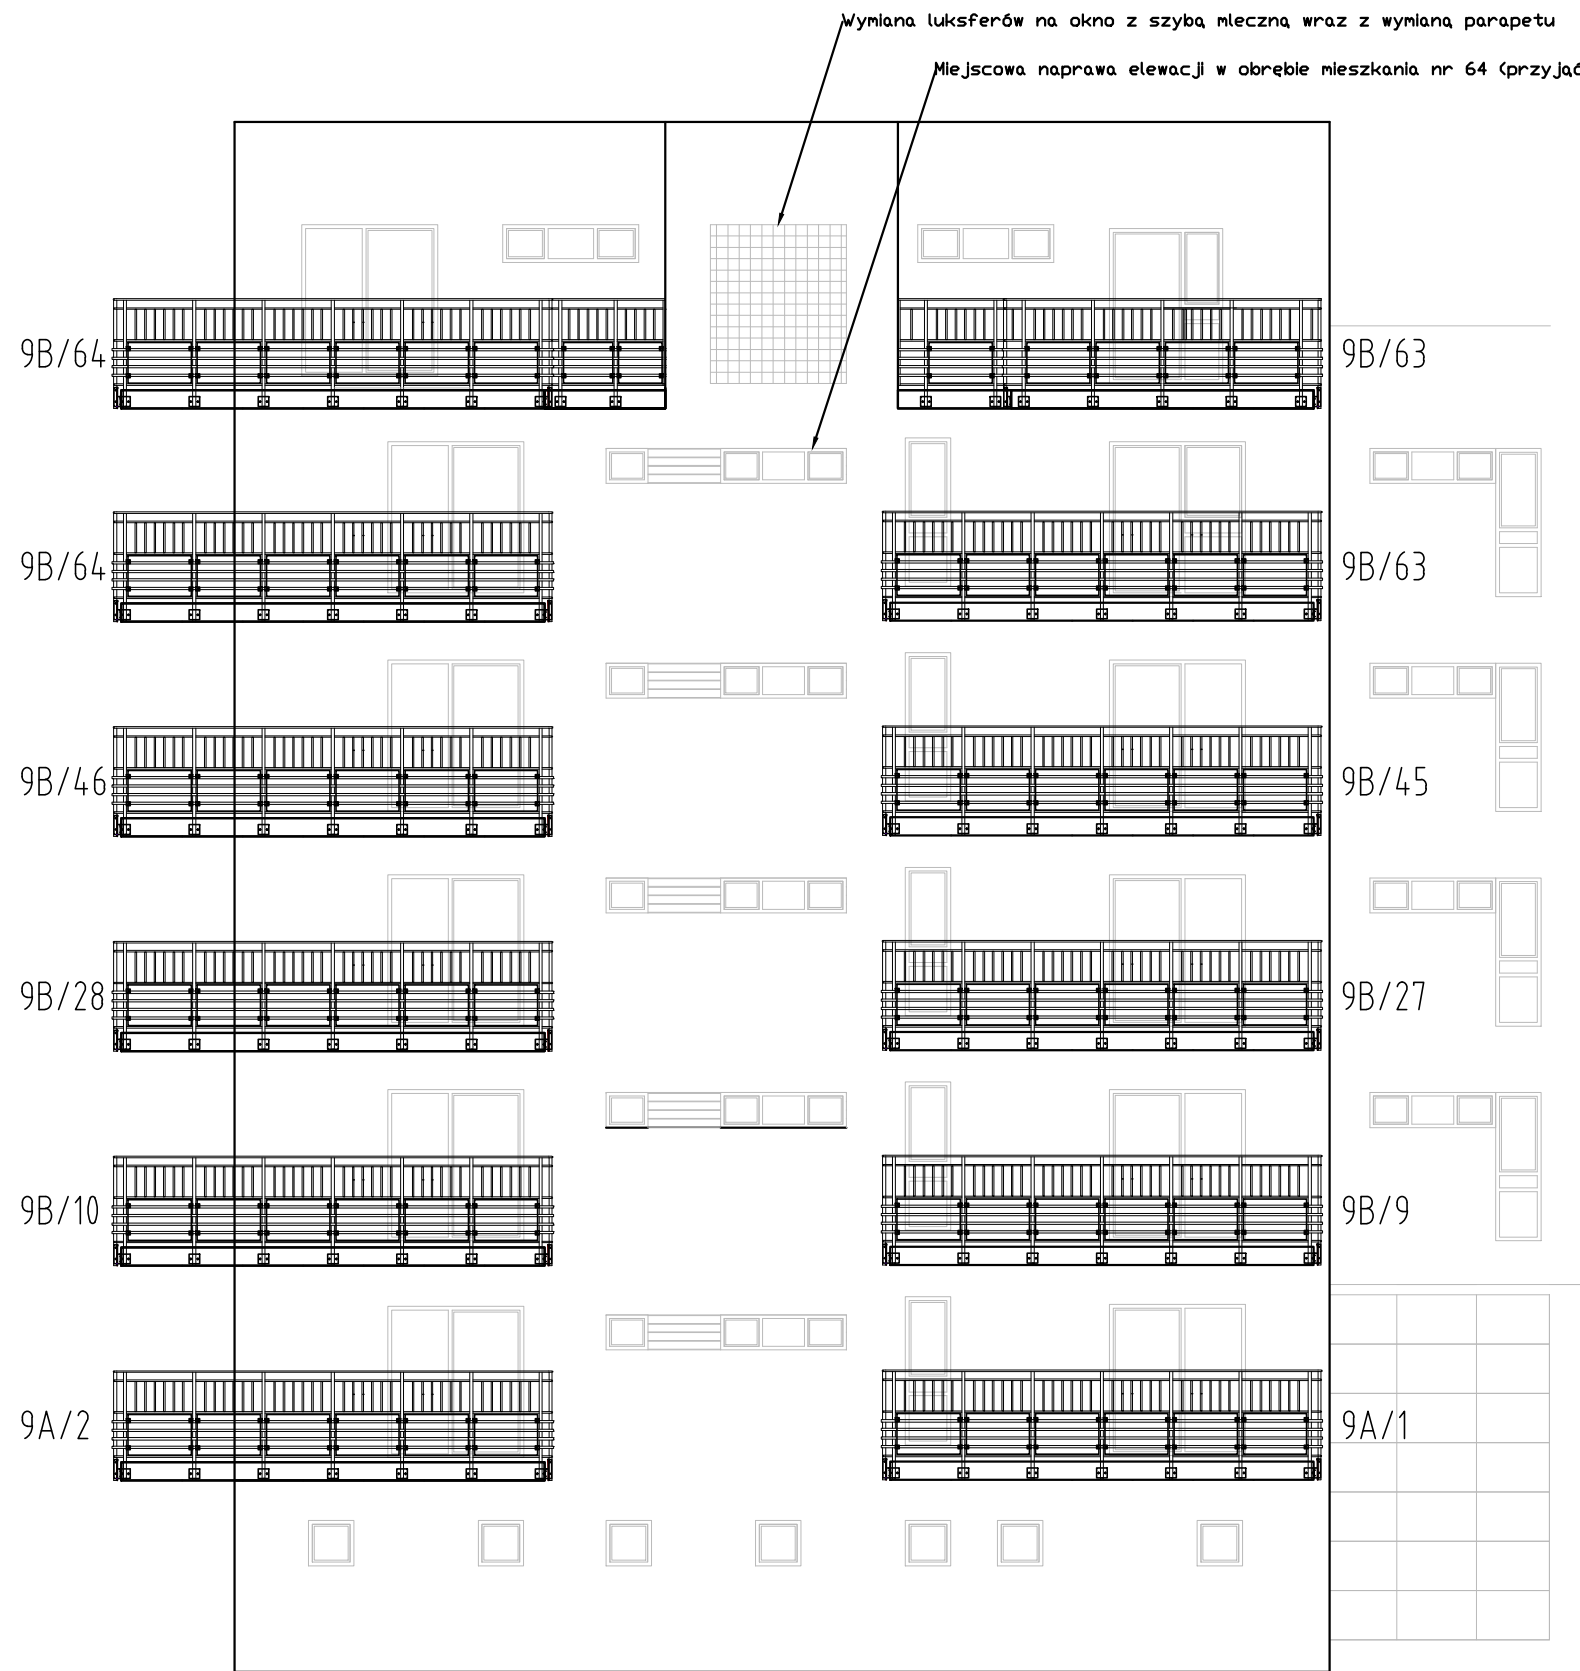 Wymiana luksferów na okno z szybą mleczną wraz z wymianą parapetu
Miejscowa naprawa elewacji w obrębie mieszkania nr 64 (przyjąć
9B/64
9B/63
9B/64
9B/63
9B/46
9B/45
9B/28
9B/27
9B/10
9B/9
9A/2
9A/1